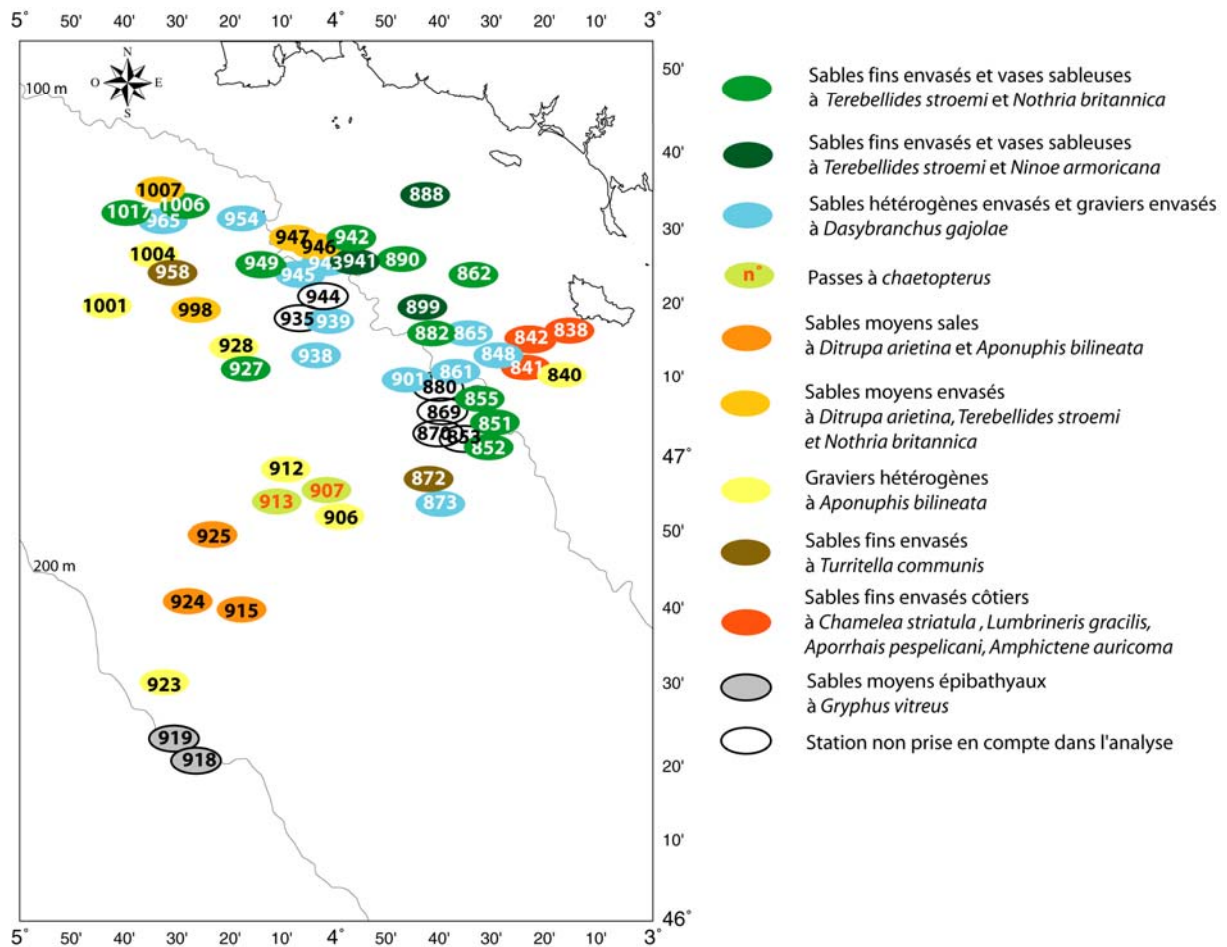 5° 50' 40' 30' 20' 10' 4° 50' 40' 30' 20' 10' 3°
N
O E
S
100 m
50'
40'
30'
20'
10'
47°
50'
40'
30'
20'
10'
46°
1007
1006
1017
965
954
888
947
942
946
1004
949
943
941
890
958
945
862
944
1001
998
899
935
939
838
882
865
842
928
938
848
927
861
841
840
901
880
855
869
851
870
853
852
912
872
907
913
873
906
925
200 m
924
915
923
919
918
5° 50' 40' 30' 20' 10' 4° 50' 40' 30' 20' 10' 3°
Sables fins envasés et vases sableuses
à Terebellides stroemi et Nothria britannica
Sables fins envasés et vases sableuses
à Terebellides stroemi et Ninoe armoricana
Sables hétérogènes envasés et graviers envasés
à Dasybranchus gajolae
n° Passes à chaetopterus
Sables moyens sales
à Ditrupa arietina et Aponuphis bilineata
Sables moyens envasés
à Ditrupa arietina, Terebellides stroemi
et Nothria britannica
Graviers hétérogènes
à Aponuphis bilineata
Sables fins envasés
à Turritella communis
Sables fins envasés côtiers
à Chamelea striatula , Lumbrineris gracilis,
Aporrhais pespelicani, Amphictene auricoma
Sables moyens épibathyaux
à Gryphus vitreus
Station non prise en compte dans l'analyse